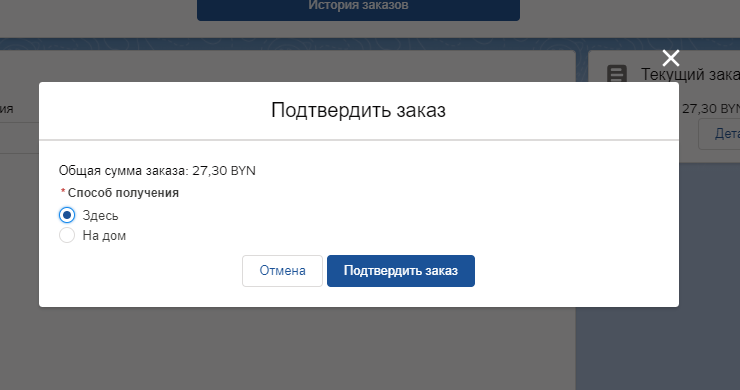 История заказов
Текущий зака
ия
27,30 BYN
Дета
Подтвердить заказ
Общая сумма заказа: 27,30 BYN
* Способ получения
Здесь
На дом
Отмена
Подтвердить заказ